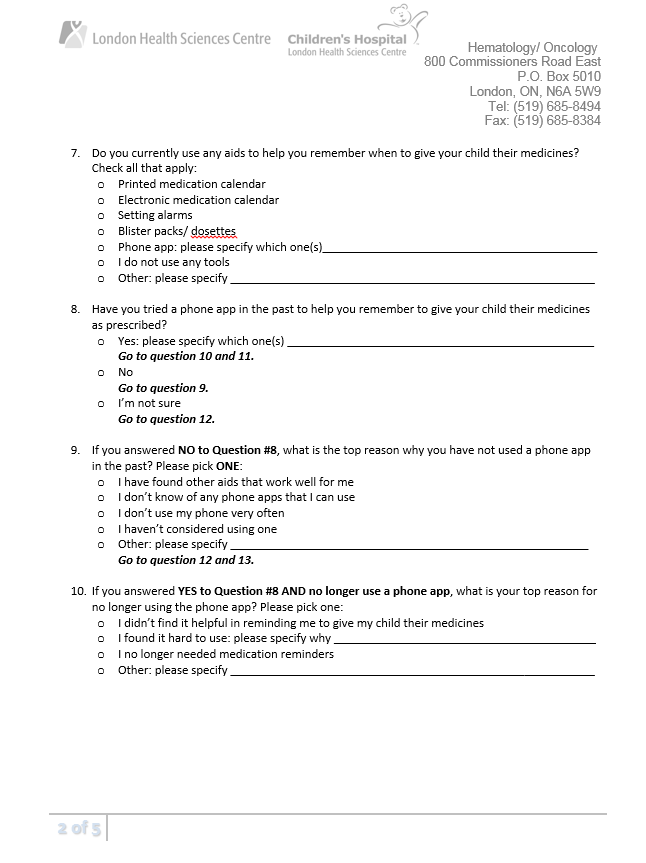 London Health Sciences Centre
Children's Hospital
London Health Sciences Centre
Hematology/ Oncology
800 Commissioners Road East
P.O. Box 5010
London, ON, N6A 5W9
Tel: (519) 685-8494
Fax: (519) 685-8384
7. Do you currently use any aids to help you remember when to give your child their medicines?
Check all that apply:
o Printed medication calendar
o Electronic medication calendar
o Setting alarms
o Blister packs/ dosettes
o Phone app: please specify which one(s)
o I do not use any tools
o Other: please specify
8. Have you tried a phone app in the past to help you remember to give your child their medicines
as prescribed?
o Yes: please specify which one(s)
Go to question 10 and 11.
o No
Go to question 9.
o I'm not sure
Go to question 12.
9. If you answered NO to Question #8, what is the top reason why you have not used a phone app
in the past? Please pick ONE:
o I have found other aids that work well for me
o I don't know of any phone apps that I can use
o I don't use my phone very often
o I haven't considered using one
o Other: please specify
Go to question 12 and 13.
10. If you answered YES to Question #8 AND no longer use a phone app, what is your top reason for
no longer using the phone app? Please pick one:
o I didn't find it helpful in reminding me to give my child their medicines
o I found it hard to use: please specify why
o I no longer needed medication reminders
o Other: please specify
2 of 5